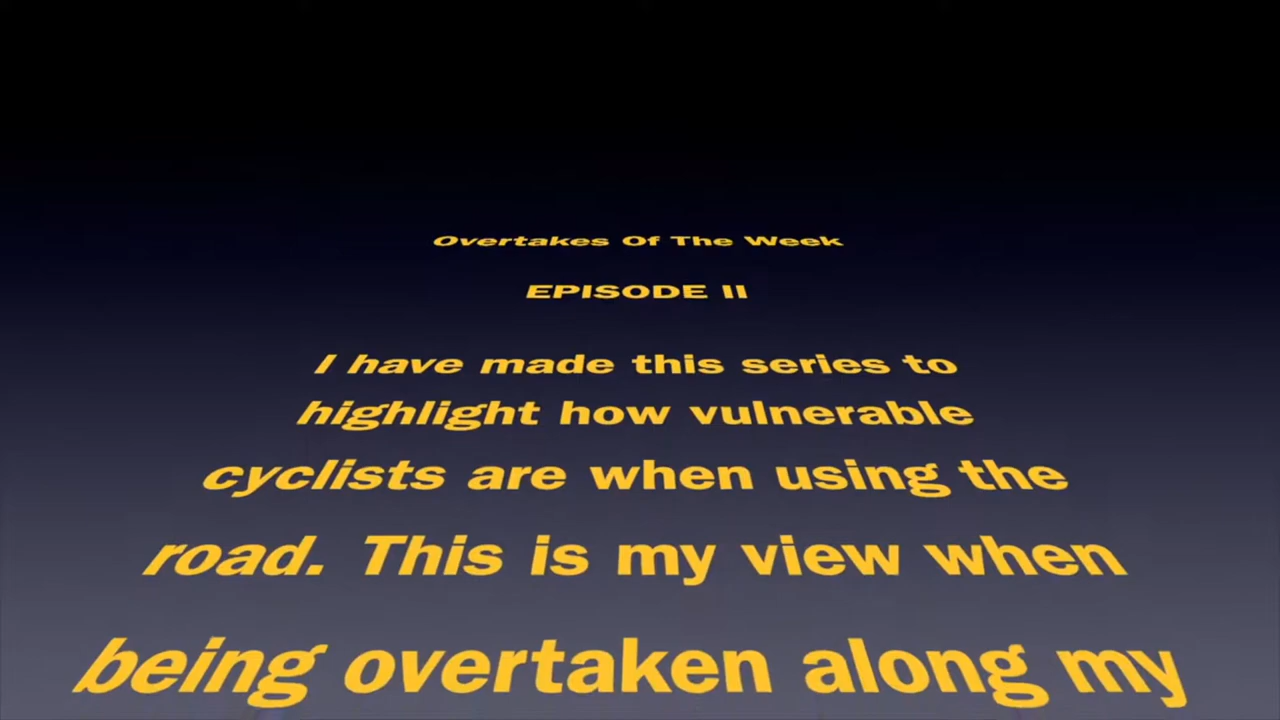 Overtakes Of The Week
EPISODE II
I have made this series to
highlight how vulnerable
cyclists are when using the
road. This is my view when
being overtaken along my